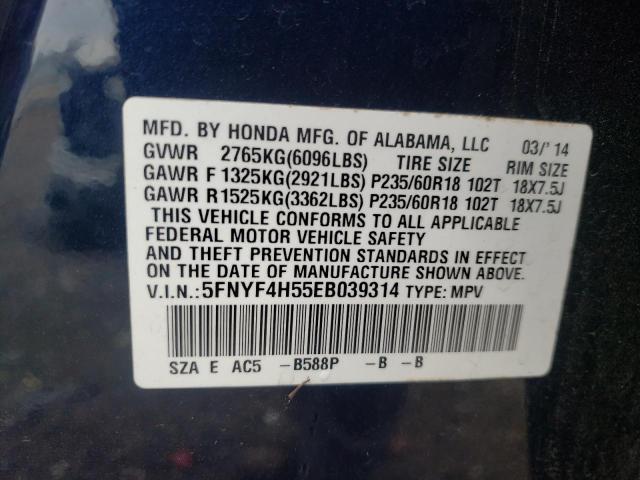 MFD. BY HONDA MFG. OF ALABAMA, LLC 03/'14
GVWR 2765KG(6096LBS) TIRE SIZE RIM SIZE
GAWR F 1325KG(2921LBS) P235/60R18 102T 18X7.5J
GAWR R1525KG(3362LBS) P235/60R18 102T 18X7.5J
THIS VEHICLE CONFORMS TO ALL APPLICABLE
FEDERAL MOTOR VEHICLE SAFETY
AND THEFT PREVENTION STANDARDS IN EFFECT
ON THE DATE OF MANUFACTURE SHOWN ABOVE.
V.I.N.:5FNYF4H55EB039314 TYPE: MPV
SZA E AC5 –B588P –B –B